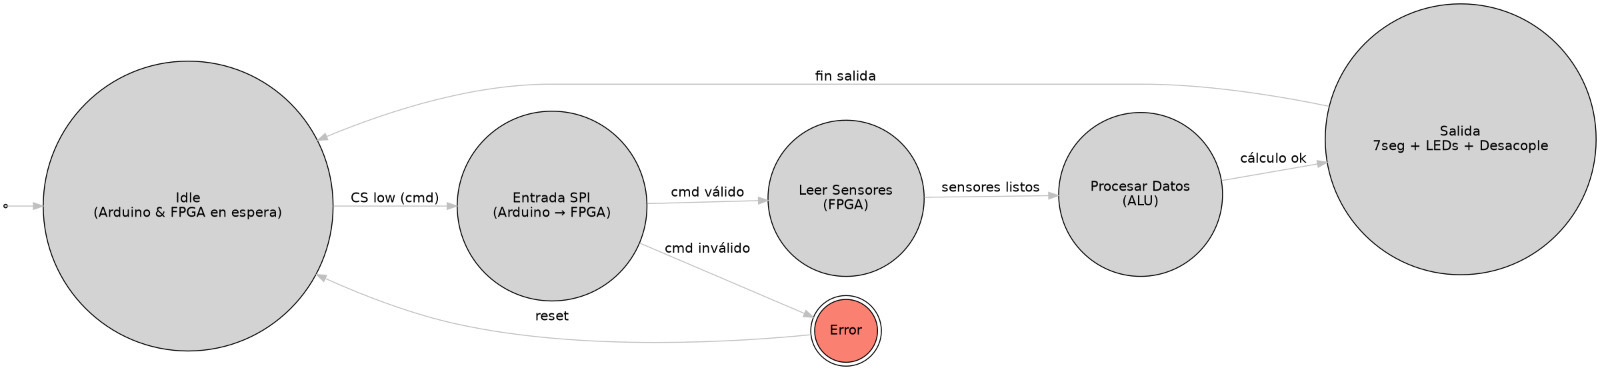 Idle
(Arduino & FPGA en espera)
CS low (cmd)
Entrada SPI
(Arduino → FPGA)
cmd válido
cmd inválido
Leer Sensores
(FPGA)
sensores listos
Procesar Datos
(ALU)
cálculo ok
Salida
7seg + LEDs + Desacople
fin salida
Error
reset